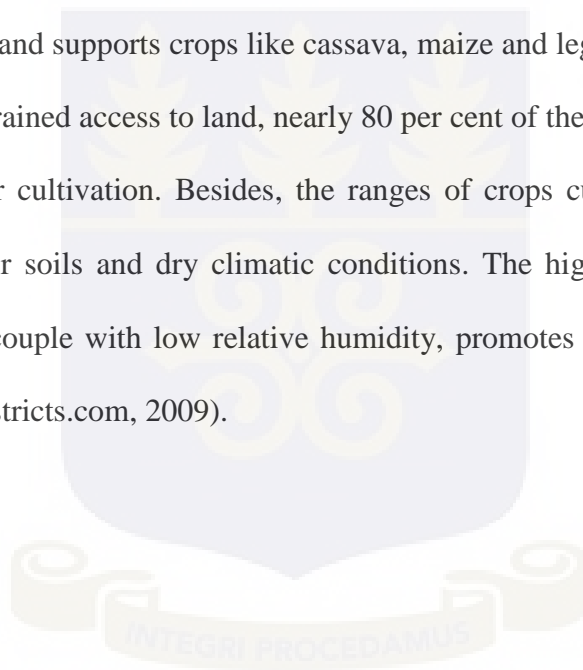 and supports crops like cassava, maize and leg
rained access to land, nearly 80 per cent of the
r cultivation. Besides, the ranges of crops cu
r soils and dry climatic conditions. The hig
couple with low relative humidity, promotes
stricts.com, 2009).
INTEGRI PROCEDAMUS